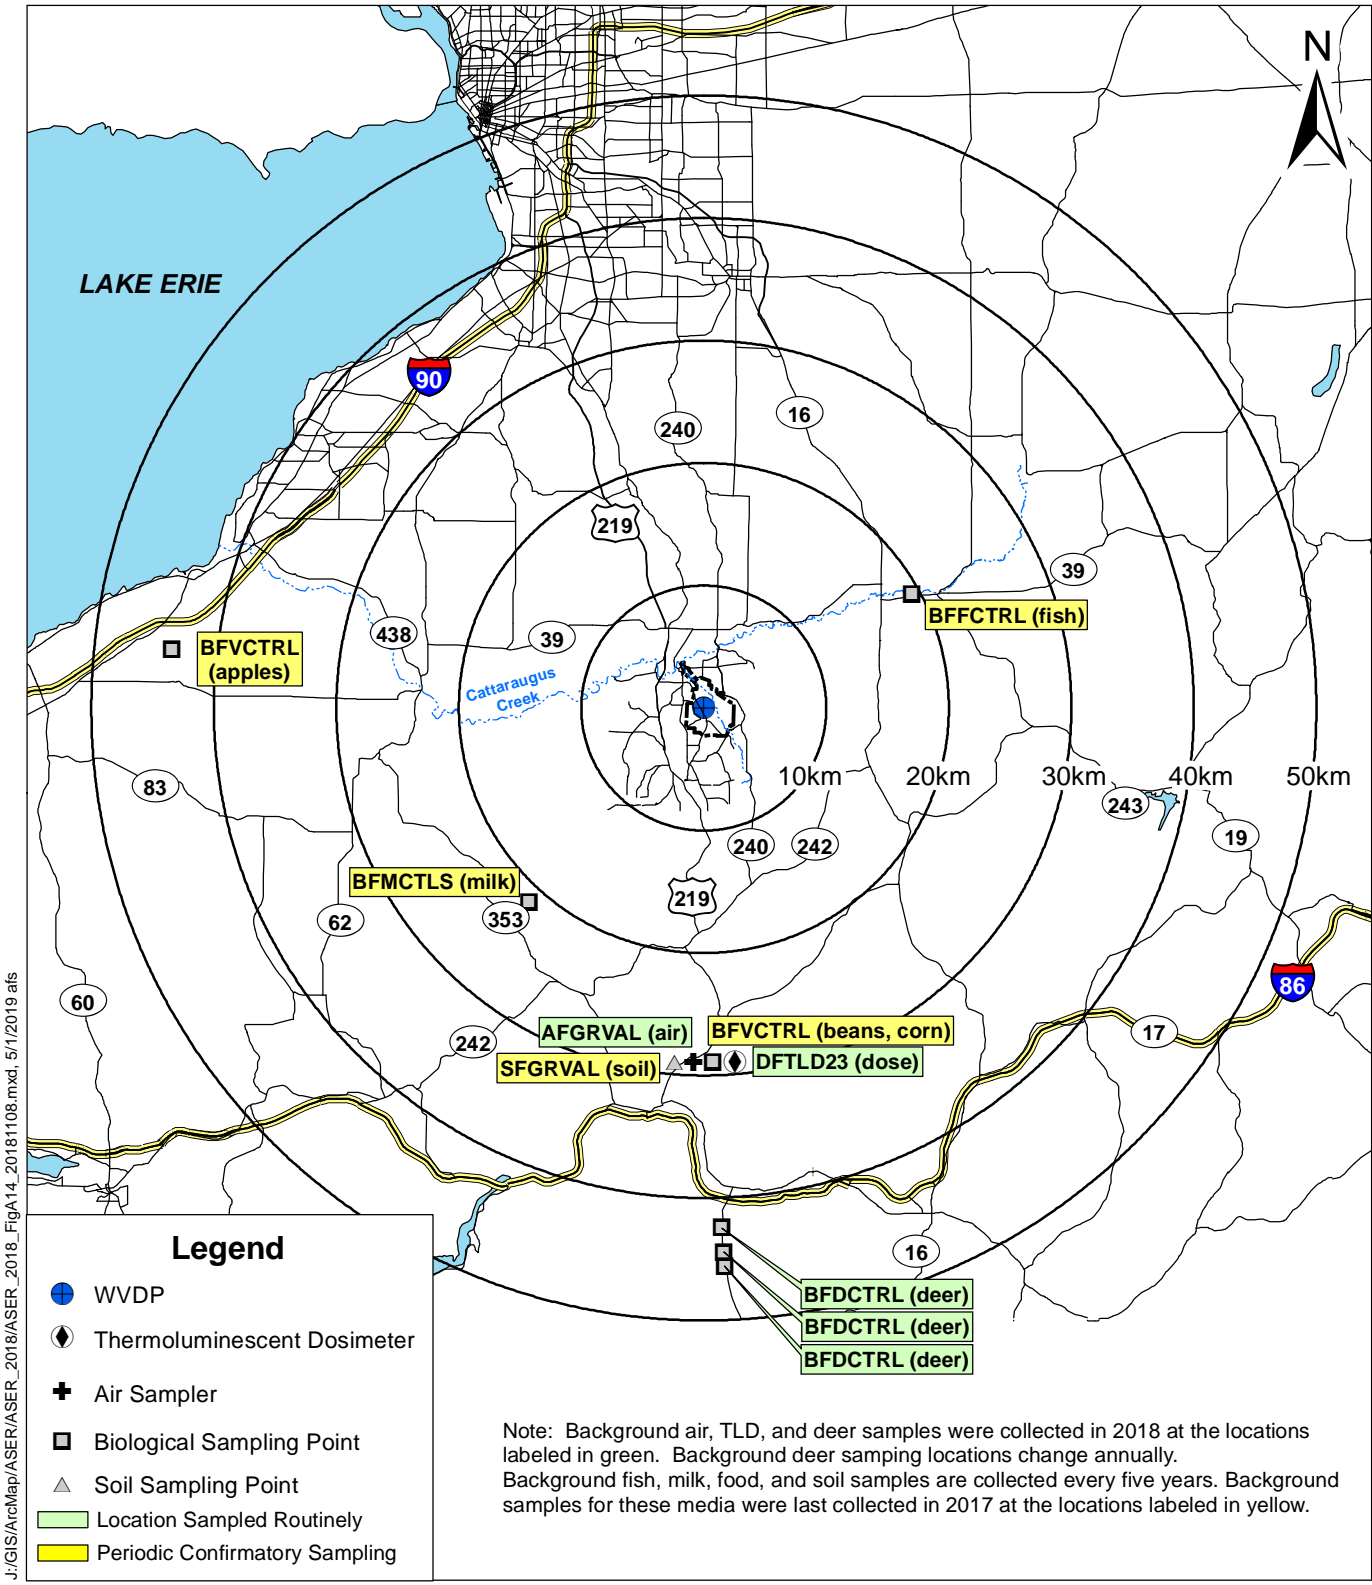 N
LAKE ERIE
90
16
240
219
39
BFFCTRL (fish)
438
39
BFVCTRL
(apples)
Cattaraugus
Creek
10km
20km
30km
40km
50km
83
243
19
240
242
BFMCTLS (milk)
219
353
62
86
60
17
AFGRVAL (air)
BFVCTRL (beans, corn)
242
SFGRVAL (soil)
DFTLD23 (dose)
16
BFDCTRL (deer)
BFDCTRL (deer)
BFDCTRL (deer)
Legend
WVDP
Thermoluminescent Dosimeter
Air Sampler
Biological Sampling Point
Soil Sampling Point
Location Sampled Routinely
Periodic Confirmatory Sampling
Note: Background air, TLD, and deer samples were collected in 2018 at the locations
labeled in green. Background deer samping locations change annually.
Background fish, milk, food, and soil samples are collected every five years. Background
samples for these media were last collected in 2017 at the locations labeled in yellow.
J:/GIS/ArcMap/ASER/ASER_2018/ASER_2018_FigA14_20181108.mxd, 5/1/2019 afs